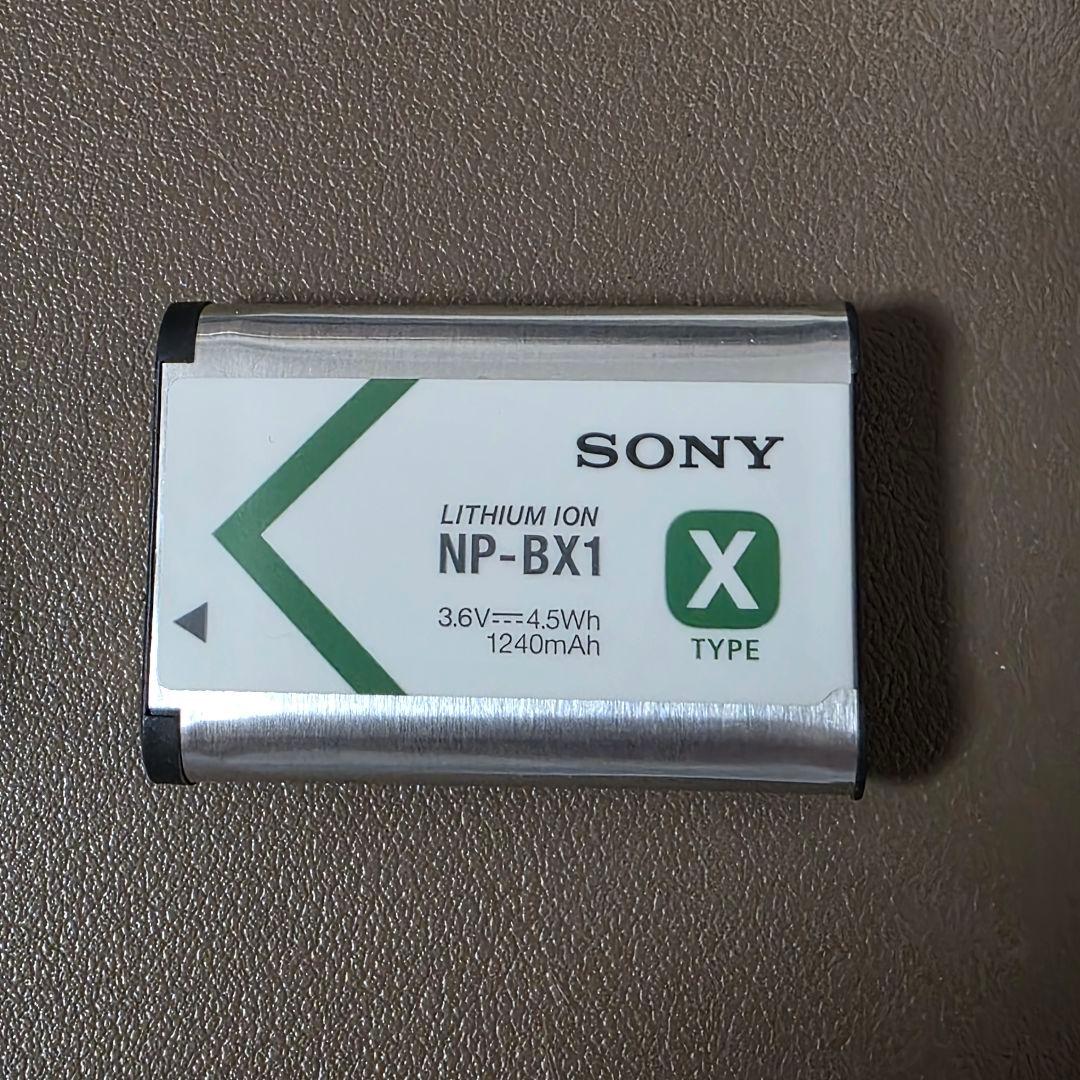 SONY
LITHIUM ION
NP-BX1
3.6V⎓4.5Wh
1240mAh
X
TYPE